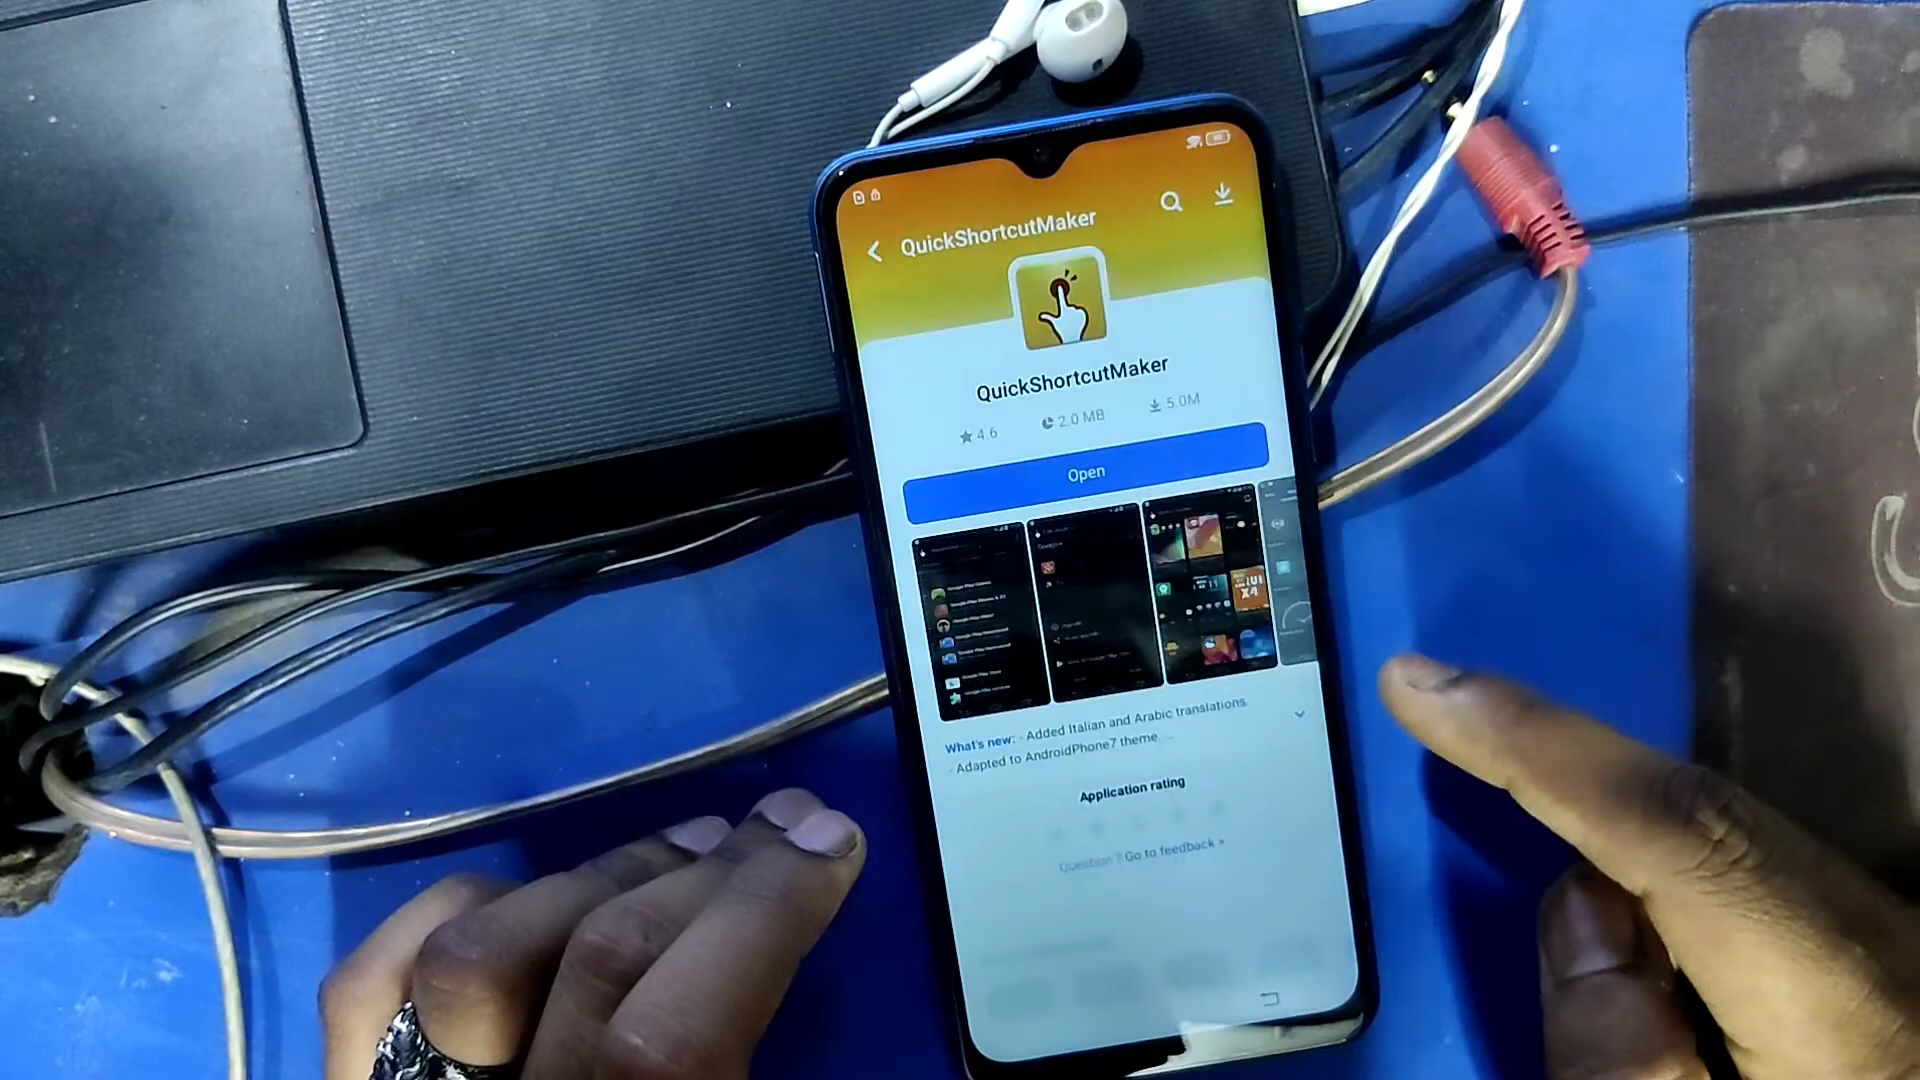 QuickShortcutMaker
QuickShortcutMaker
4.6
2.0 MB
5.0M
Open
What's new: - Added Italian and Arabic translations.
- Adapted to AndroidPhone7 theme. ...
Application rating
Question ? Go to feedback >